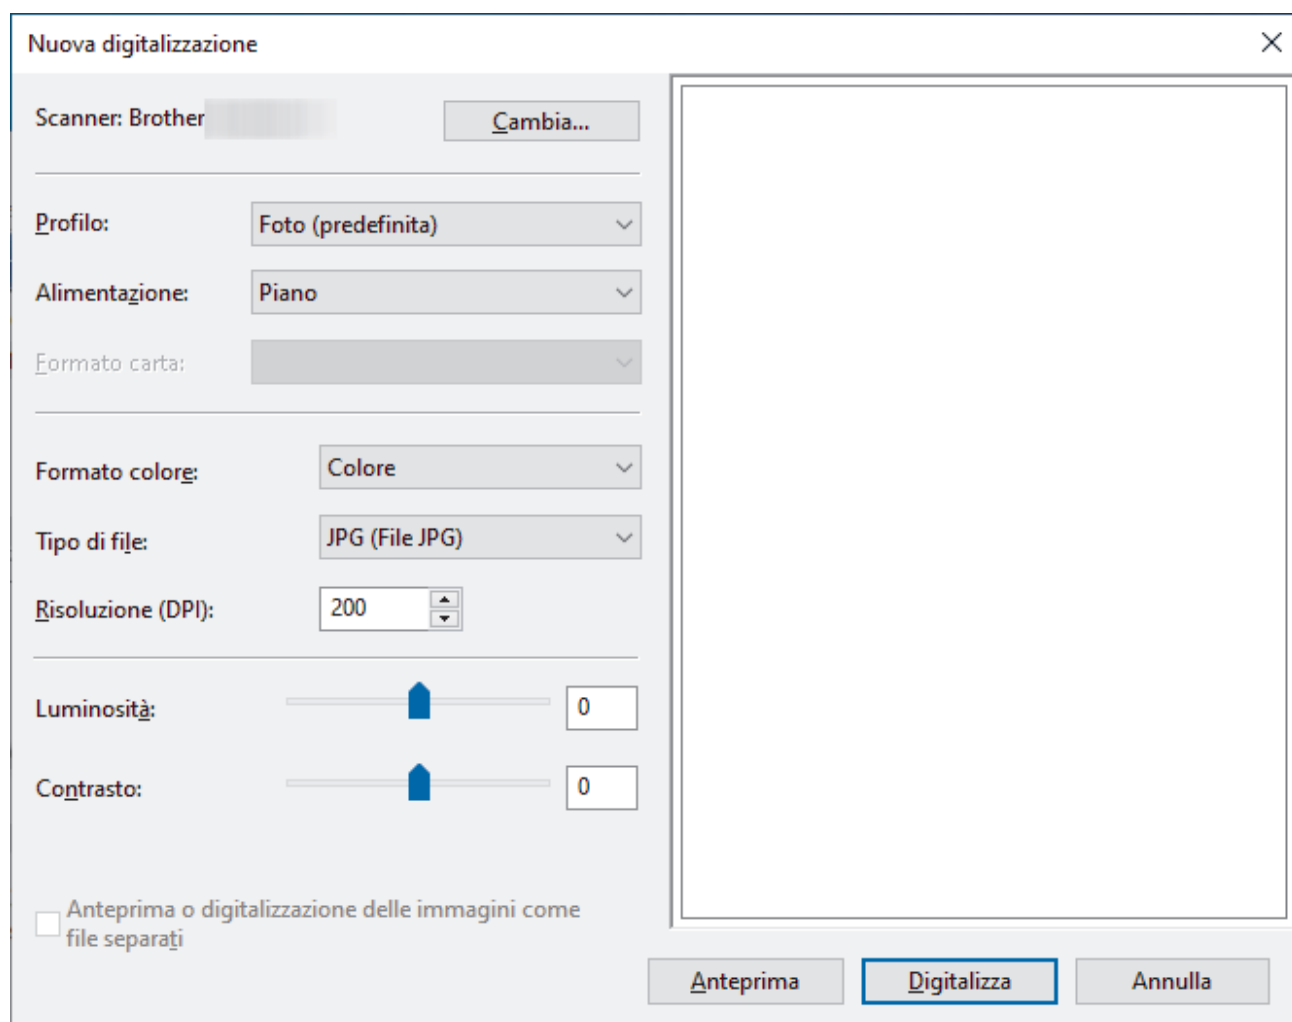 Nuova digitalizzazione
Scanner: Brother
Cambia...
Profilo: Foto (predefinita)
Alimentazione: Piano
Formato carta:
Formato colore: Colore
Tipo di file: JPG (File JPG)
Risoluzione (DPI): 200
Luminosità: 0
Contrasto: 0
Anteprima o digitalizzazione delle immagini come
file separati
Anteprima Digitalizza Annulla